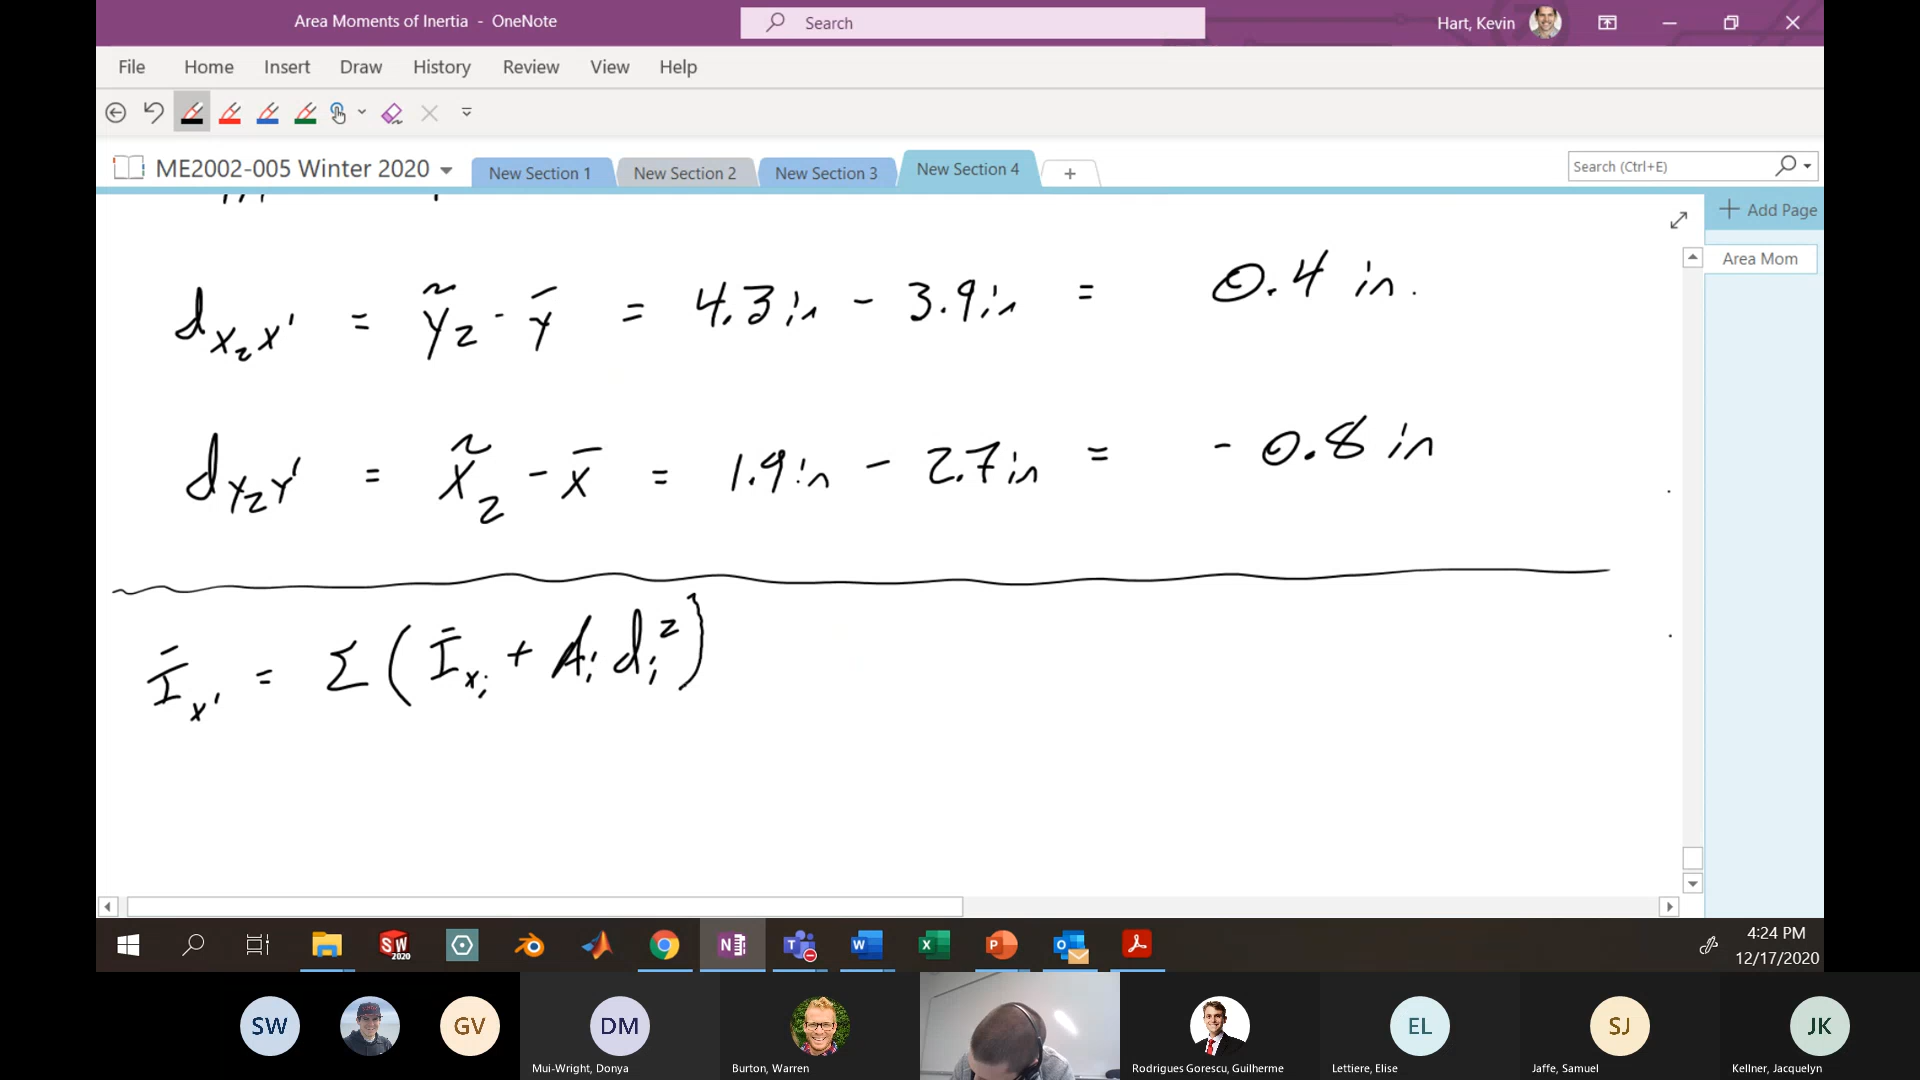 Area Moments of Inertia - OneNote
Search
Hart, Kevin
File Home Insert Draw History Review View Help
ME2002-005 Winter 2020
New Section 1 New Section 2 New Section 3 New Section 4 +
Search (Ctrl+E)
+ Add Page
Area Mom
d_{x₂x'} = ỹ₂ - ȳ = 4.3 in - 3.9 in = 0.4 in.
d_{y₂y'} = x̃₂ - x̄ = 1.9 in - 2.7 in = - 0.8 in
Ī_{x'} = Σ ( Ī_{xᵢ} + Aᵢ dᵢ² )
SW 2020
N
T
W
X
P
O
4:24 PM
12/17/2020
SW
GV
DM
EL
SJ
JK
Mui-Wright, Donya
Burton, Warren
Rodrigues Gorescu, Guilherme
Lettiere, Elise
Jaffe, Samuel
Kellner, Jacquelyn